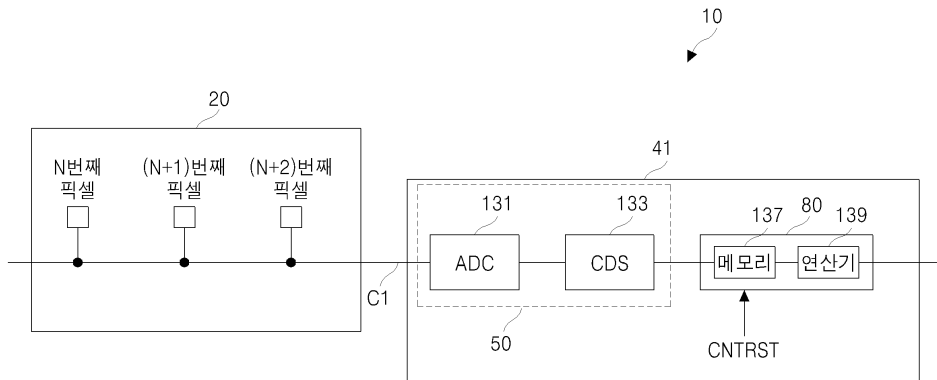 10
20
N번째
픽셀
(N+1)번째
픽셀
(N+2)번째
픽셀
41
131
133
80
137
139
ADC
CDS
메모리
연산기
C1
50
CNTRST